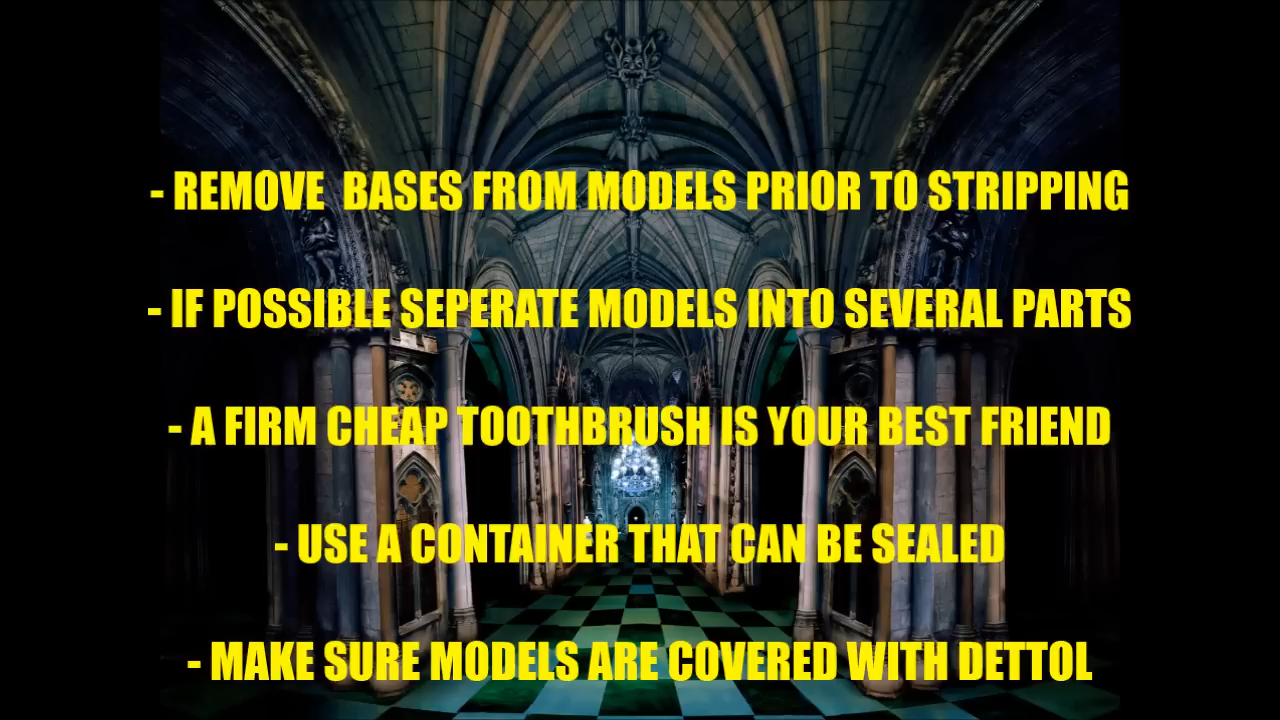 - REMOVE BASES FROM MODELS PRIOR TO STRIPPING
- IF POSSIBLE SEPERATE MODELS INTO SEVERAL PARTS
- A FIRM CHEAP TOOTHBRUSH IS YOUR BEST FRIEND
- USE A CONTAINER THAT CAN BE SEALED
- MAKE SURE MODELS ARE COVERED WITH DETTOL